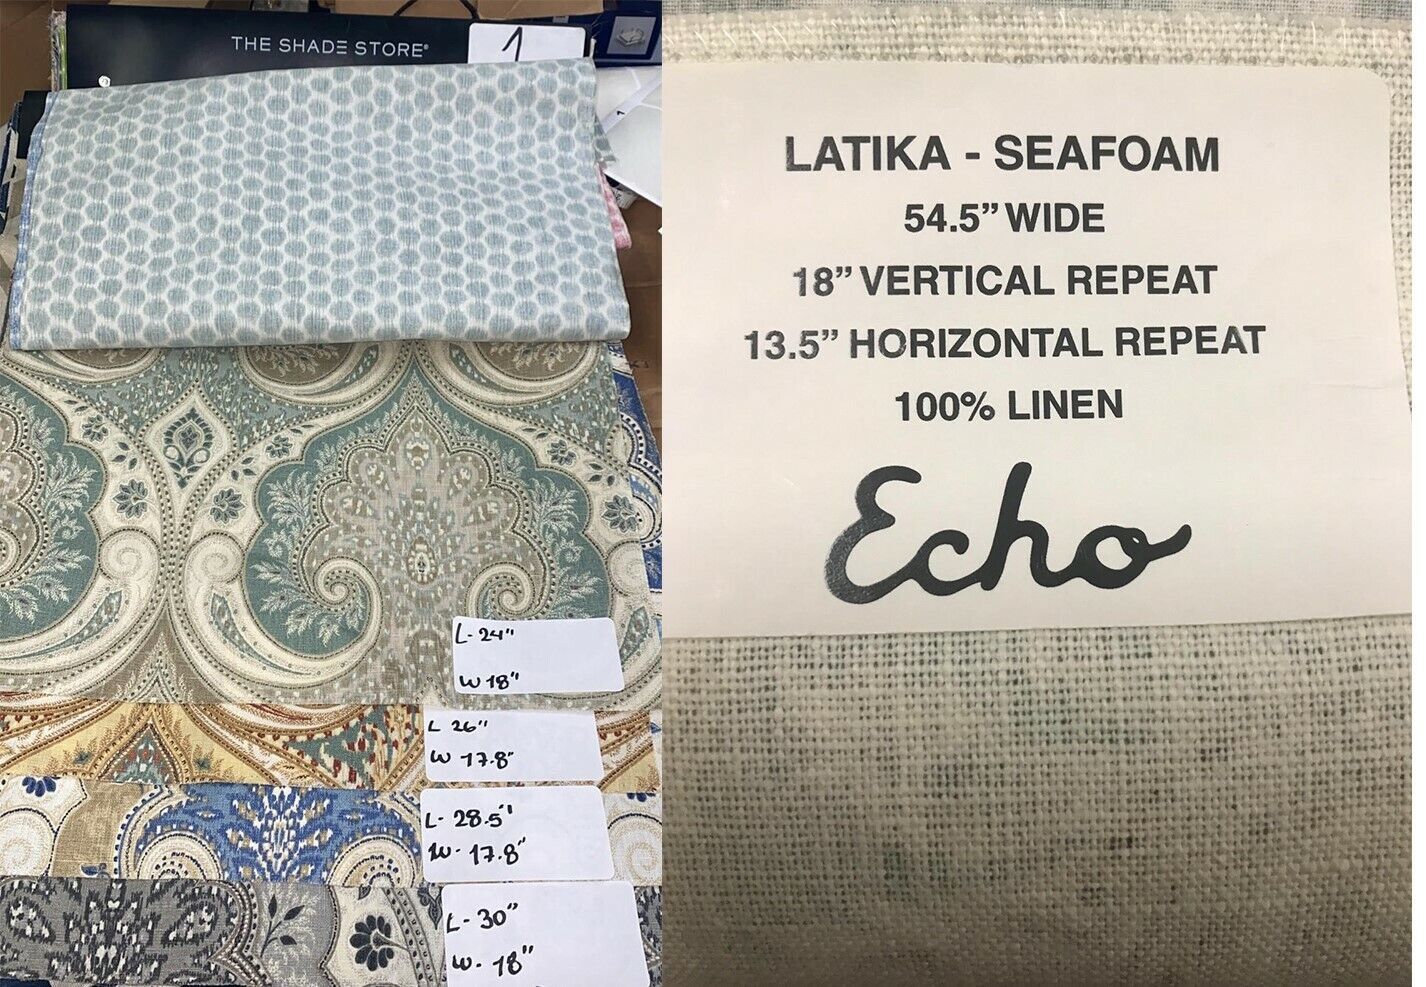 THE SHADE STORE®
1
1
L-24"
W 18"
L 26"
W 17.8"
L-28.5"
W-17.8"
L-30"
W-18"
LATIKA - SEAFOAM
54.5” WIDE
18” VERTICAL REPEAT
13.5” HORIZONTAL REPEAT
100% LINEN
Echo